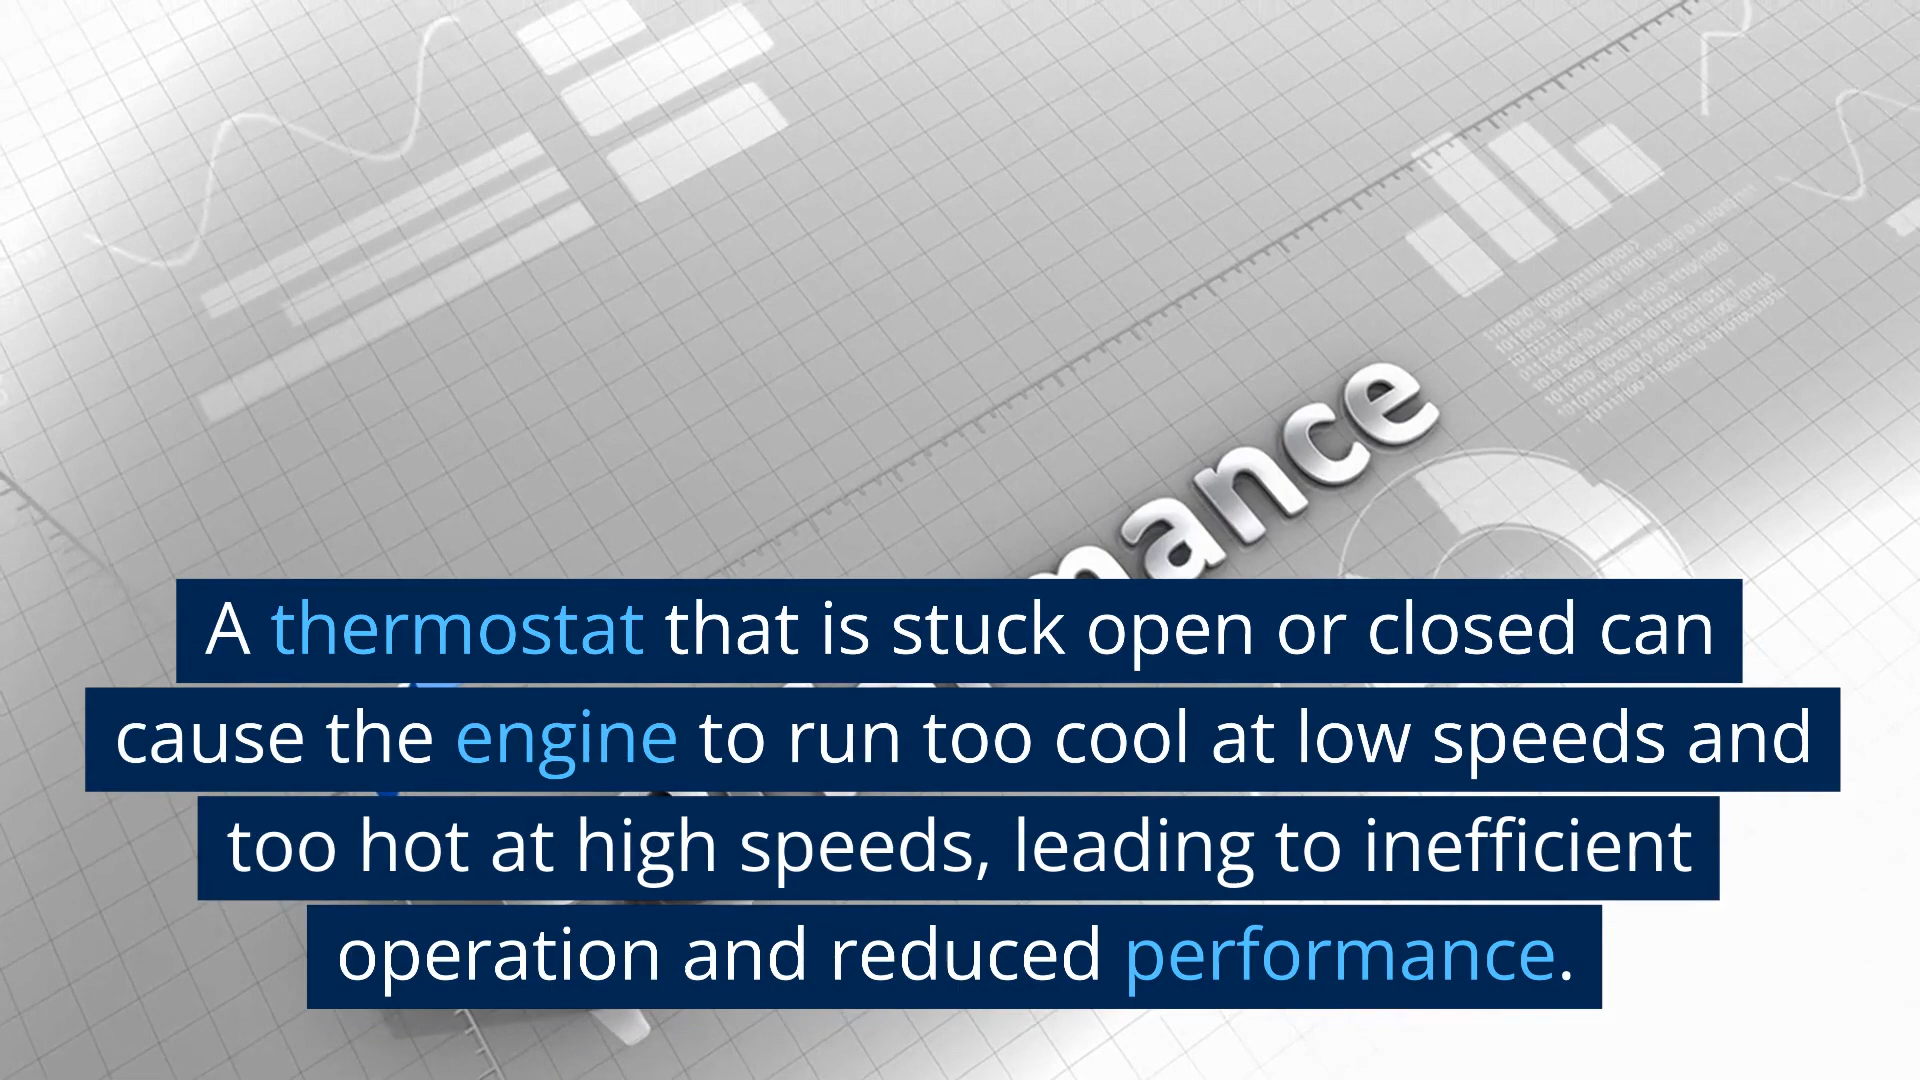 mance
A thermostat that is stuck open or closed can
cause the engine to run too cool at low speeds and
too hot at high speeds, leading to inefficient
operation and reduced performance.